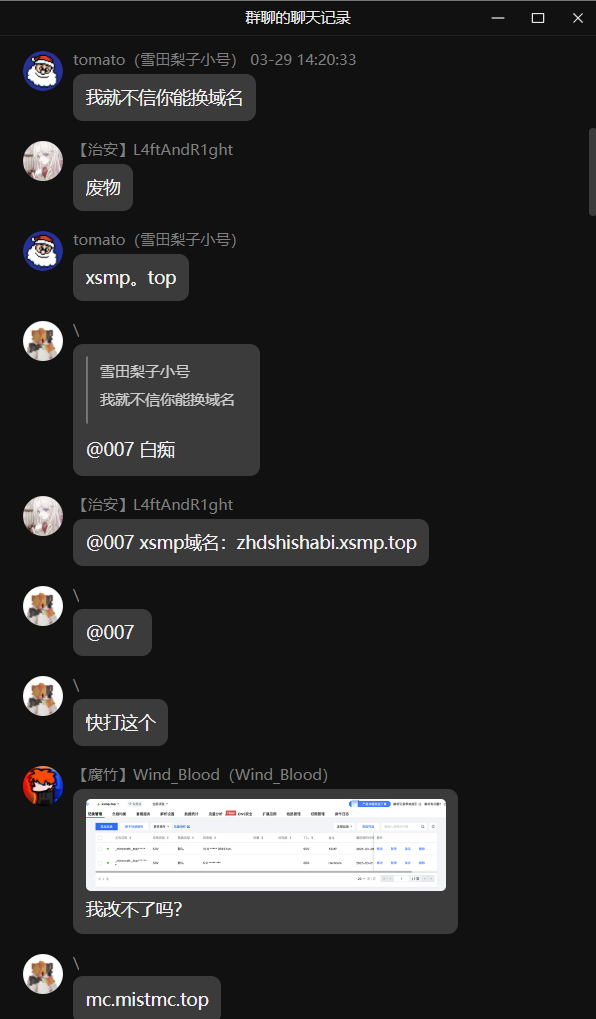 群聊的聊天记录
tomato（雪田梨子小号） 03-29 14:20:33
我就不信你能换域名
【治安】L4ftAndR1ght
废物
tomato（雪田梨子小号）
xsmp。top
\
雪田梨子小号
我就不信你能换域名
@007 白痴
【治安】L4ftAndR1ght
@007 xsmp域名：zhdshishabi.xsmp.top
\
@007
\
快打这个
【腐竹】Wind_Blood（Wind_Blood）
我改不了吗？
\
mc.mistmc.top